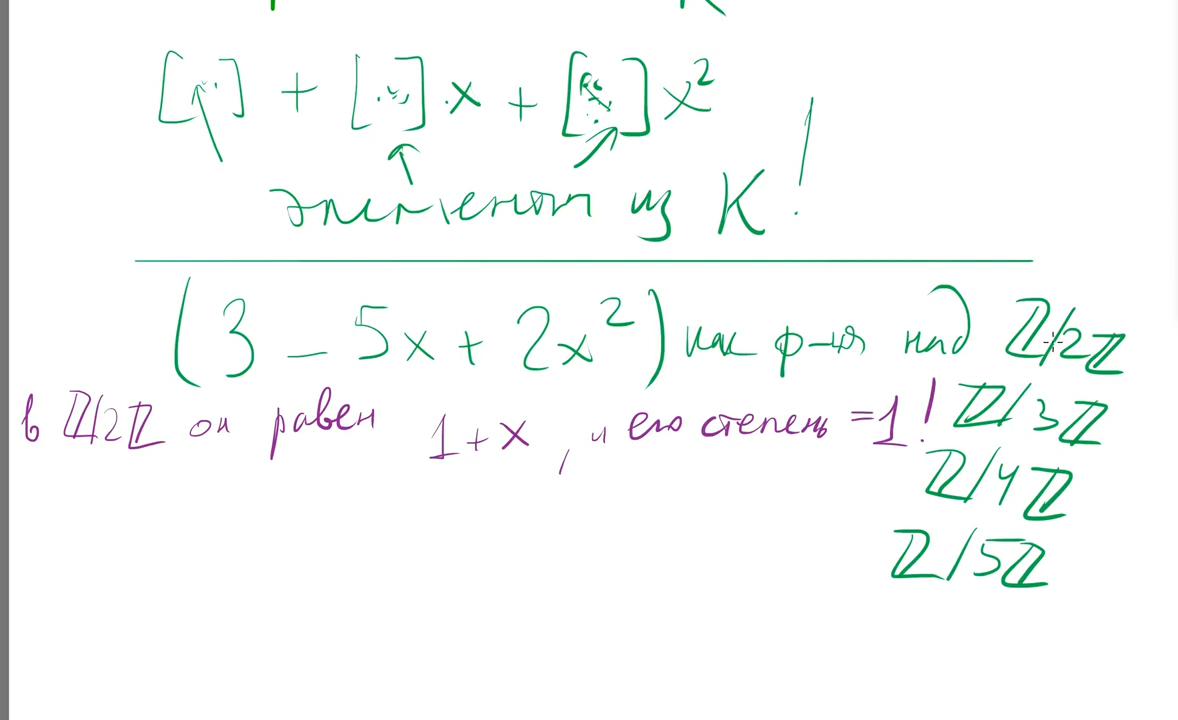 [...] + [...] x + [...] x²
элементы из K!
(3 - 5x + 2x²) как ф-ия над ℤ/2ℤ
в ℤ/2ℤ он равен 1 + x, и его степень = 1! ℤ/3ℤ
ℤ/4ℤ
ℤ/5ℤ